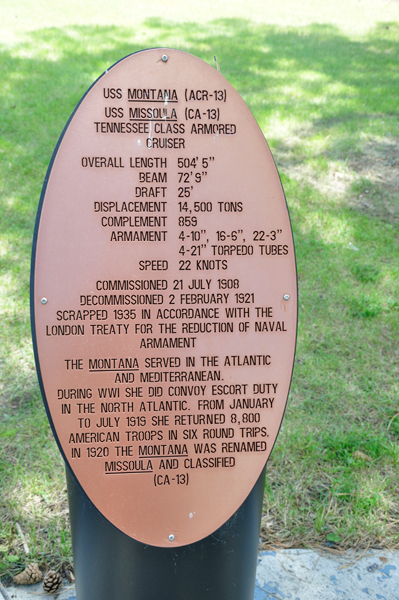 USS MONTANA (ACR-13)
USS MISSOULA (CA-13)
TENNESSEE CLASS ARMORED
CRUISER
OVERALL LENGTH 504'5"
BEAM 72'9"
DRAFT 25'
DISPLACEMENT 14,500 TONS
COMPLEMENT 859
ARMAMENT 4-10", 16-6", 22-3"
4-21" TORPEDO TUBES
SPEED 22 KNOTS
COMMISSIONED 21 JULY 1908
DECOMMISSIONED 2 FEBRUARY 1921
SCRAPPED 1935 IN ACCORDANCE WITH THE
LONDON TREATY FOR THE REDUCTION OF NAVAL
ARMAMENT
THE MONTANA SERVED IN THE ATLANTIC
AND MEDITERRANEAN.
DURING WWI SHE DID CONVOY ESCORT DUTY
IN THE NORTH ATLANTIC. FROM JANUARY
TO JULY 1919 SHE RETURNED 8,800
AMERICAN TROOPS IN SIX ROUND TRIPS.
IN 1920 THE MONTANA WAS RENAMED
MISSOULA AND CLASSIFIED
(CA-13)